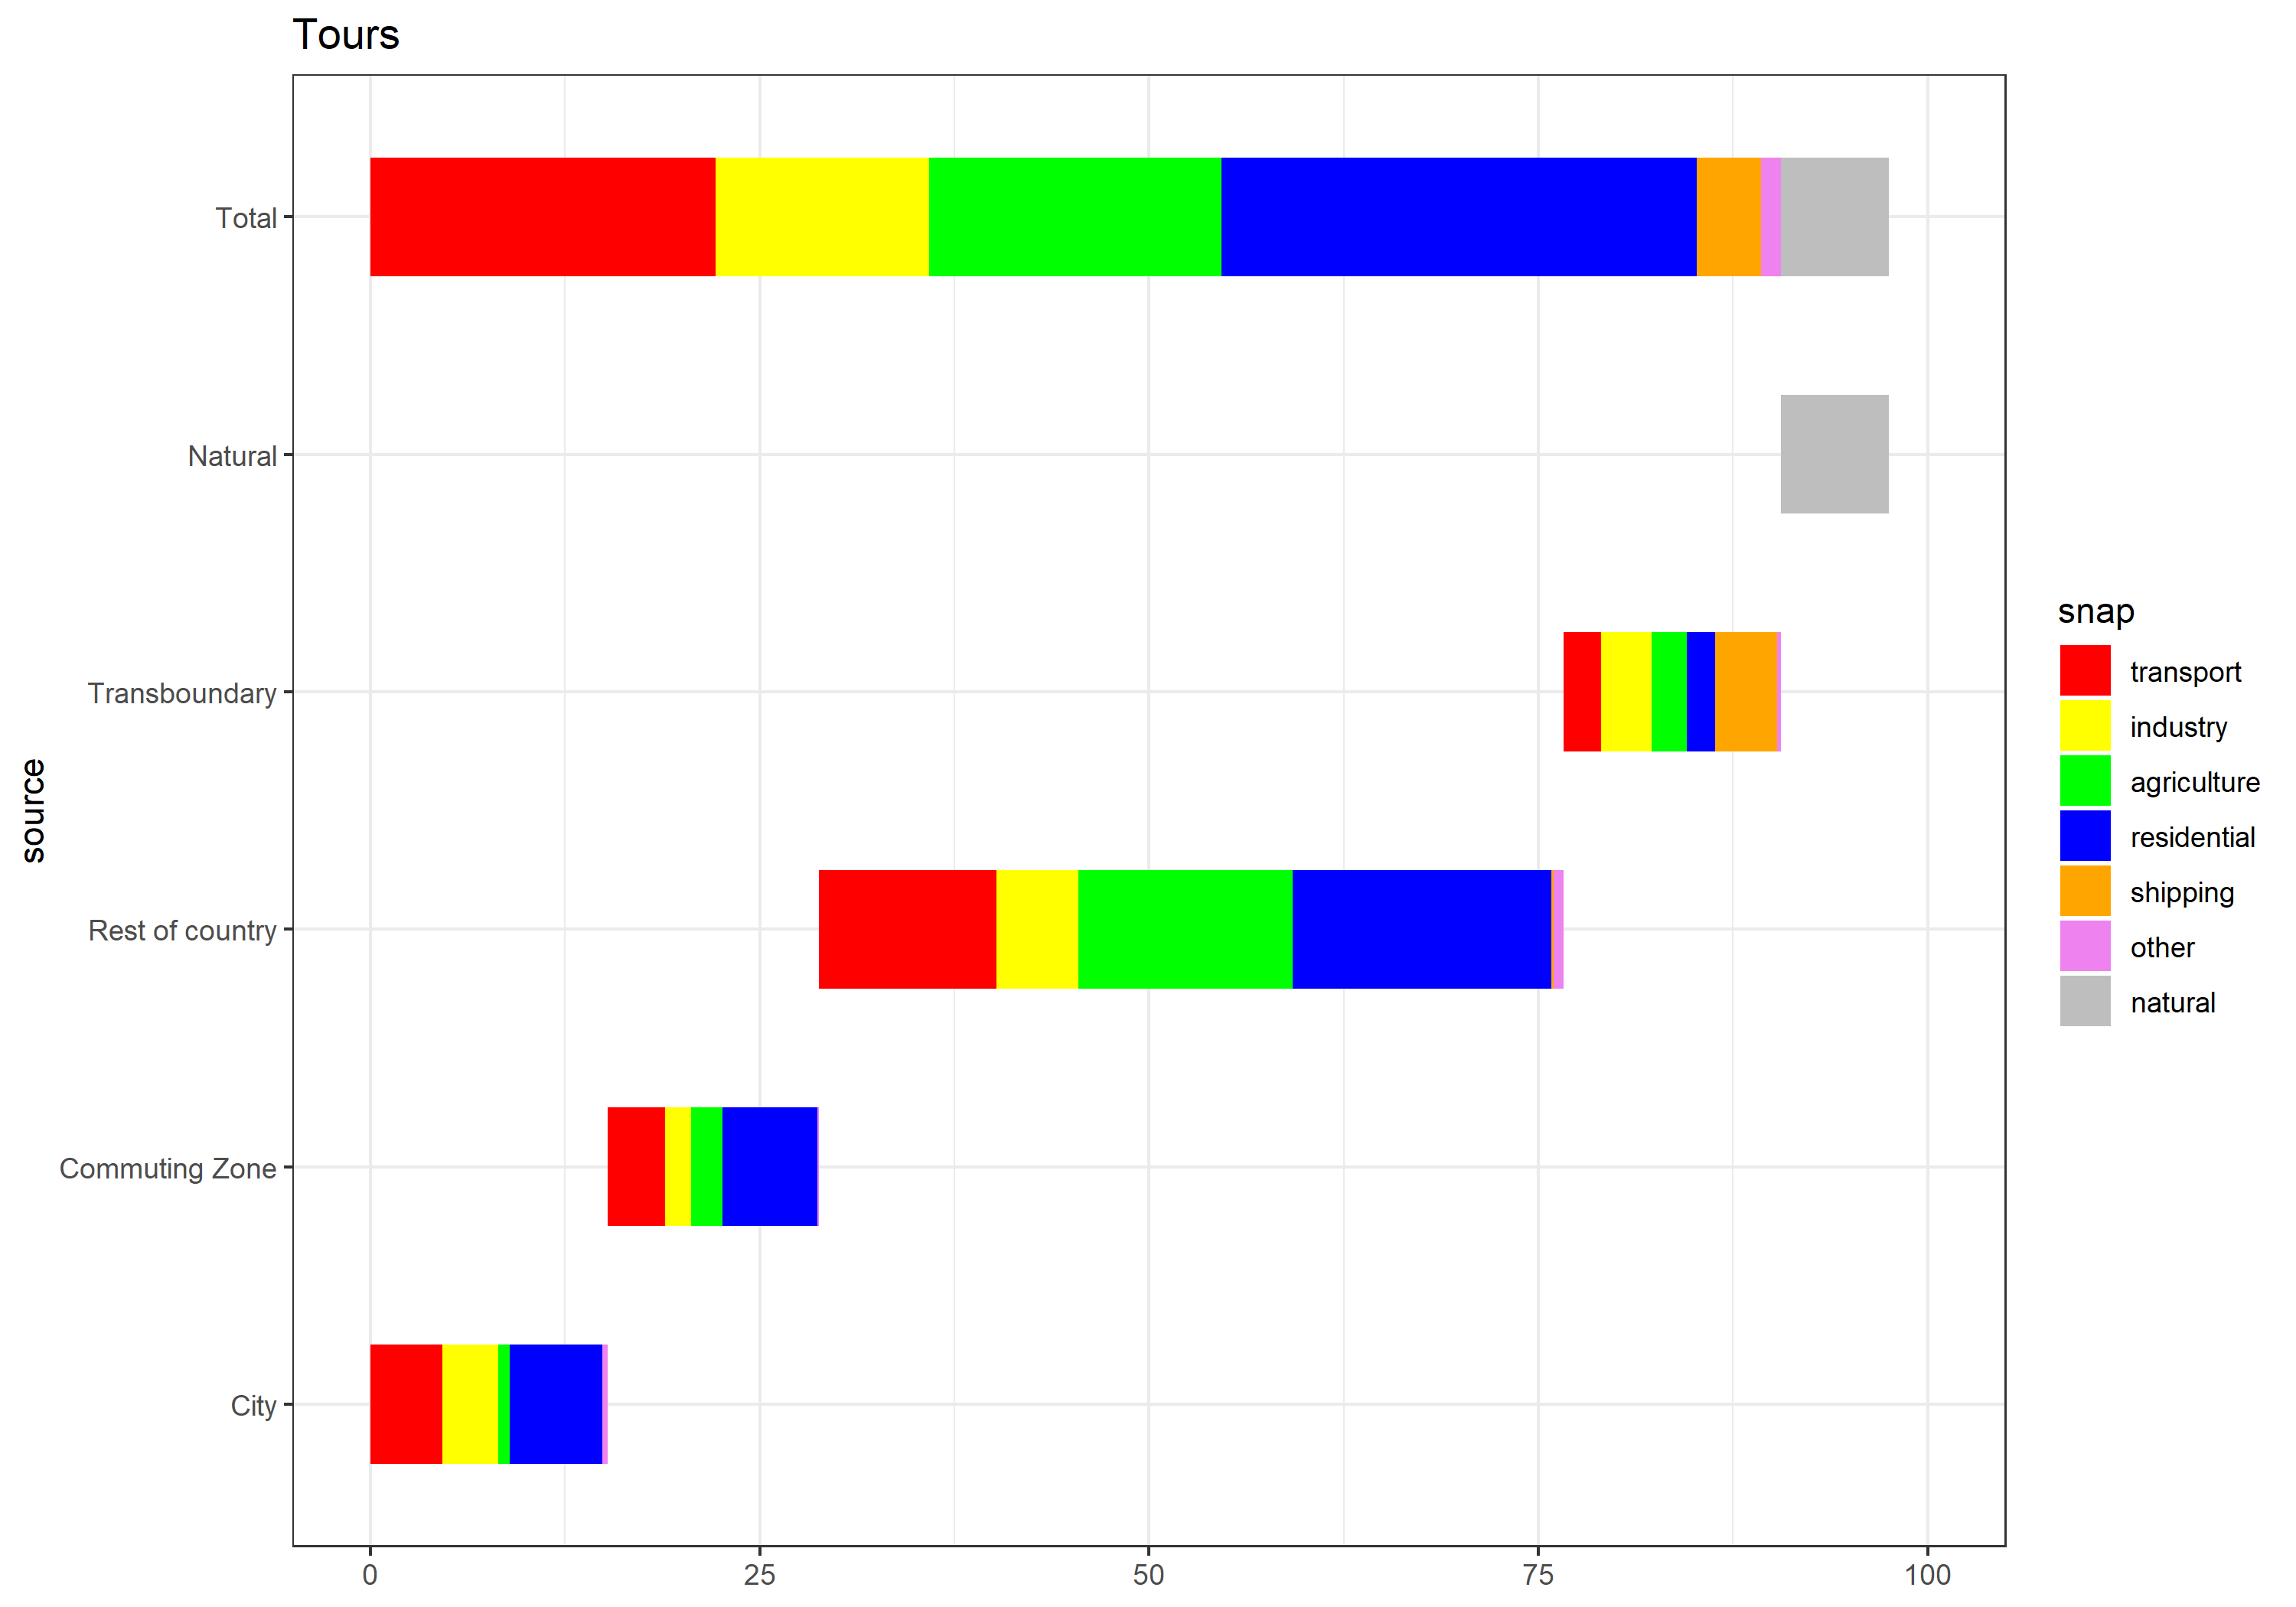 Tours
Total
Natural
Transboundary
Rest of country
Commuting Zone
City
source
0 25 50 75 100
snap
transport
industry
agriculture
residential
shipping
other
natural